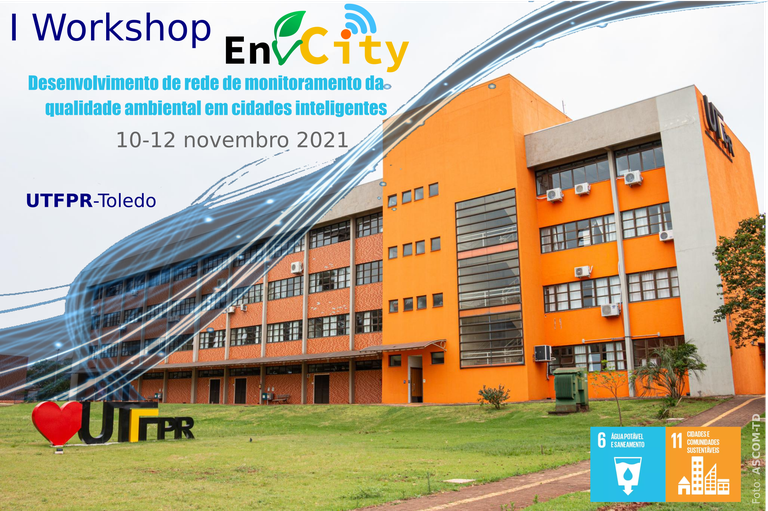 I Workshop
EnvCity
Desenvolvimento de rede de monitoramento da
qualidade ambiental em cidades inteligentes
10-12 novembro 2021
UTFPR-Toledo
UTFPR
UTFPR
6 ÁGUA POTÁVEL
E SANEAMENTO
11 CIDADES E
COMUNIDADES
SUSTENTÁVEIS
Foto: ASCOM-TD